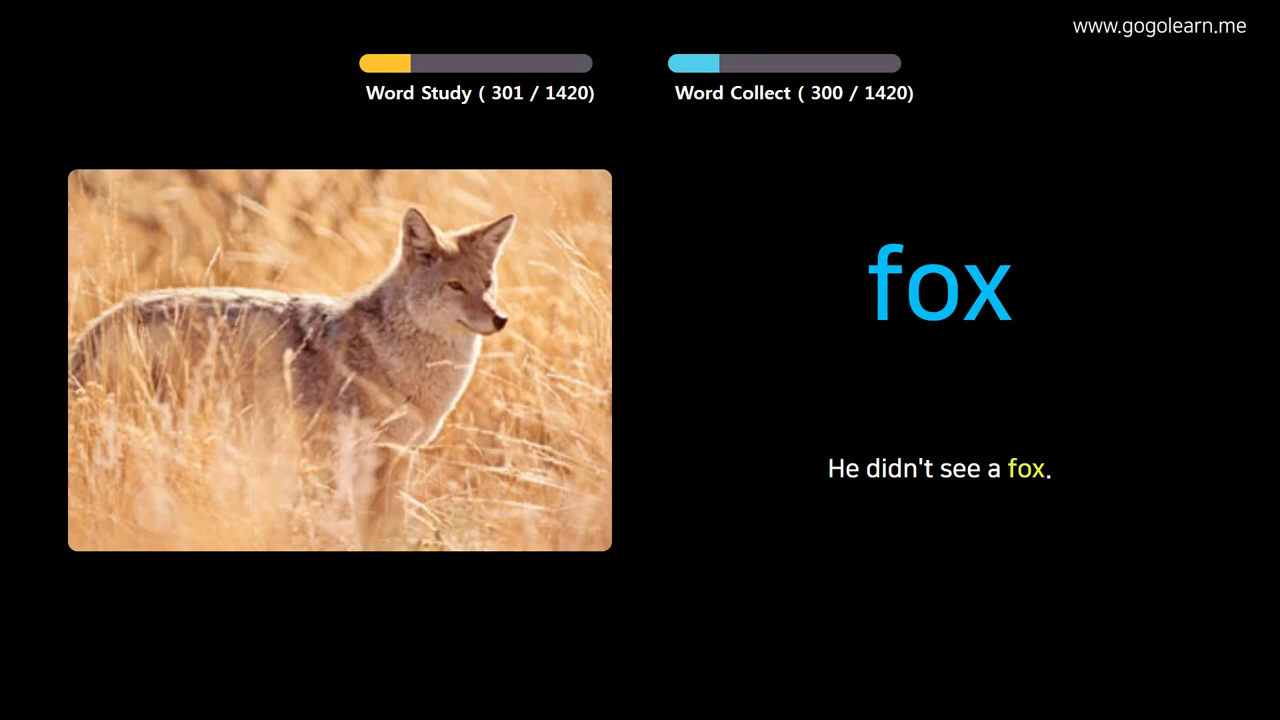 www.gogolearn.me
Word Study ( 301 / 1420)
Word Collect ( 300 / 1420)
fox
He didn't see a fox.